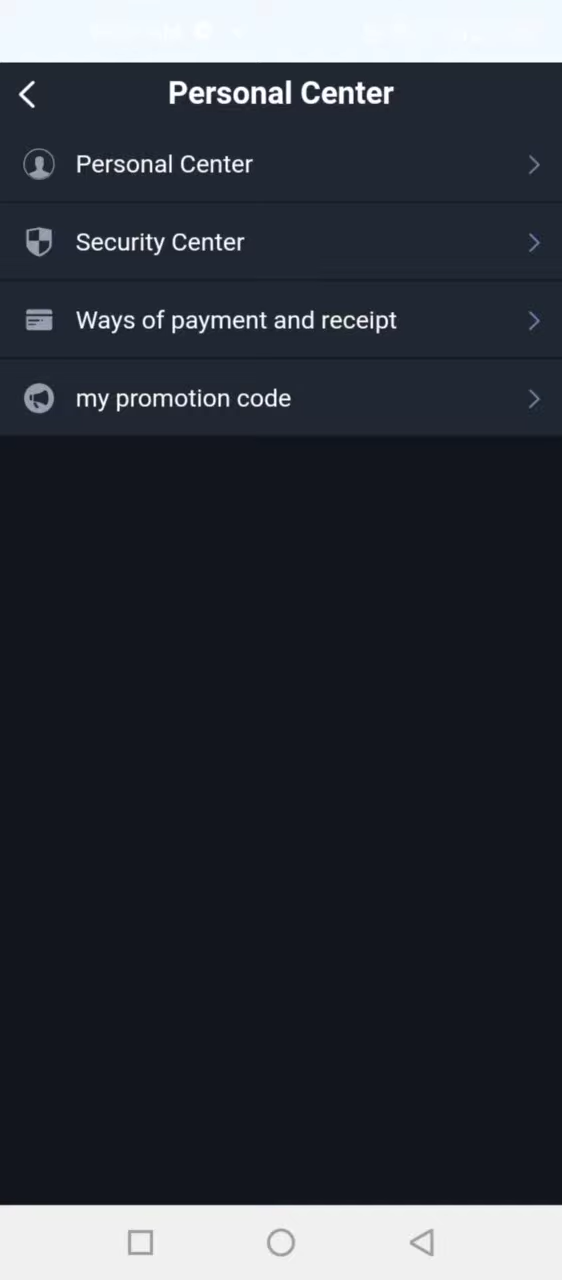 Personal Center
Personal Center
Security Center
Ways of payment and receipt
my promotion code